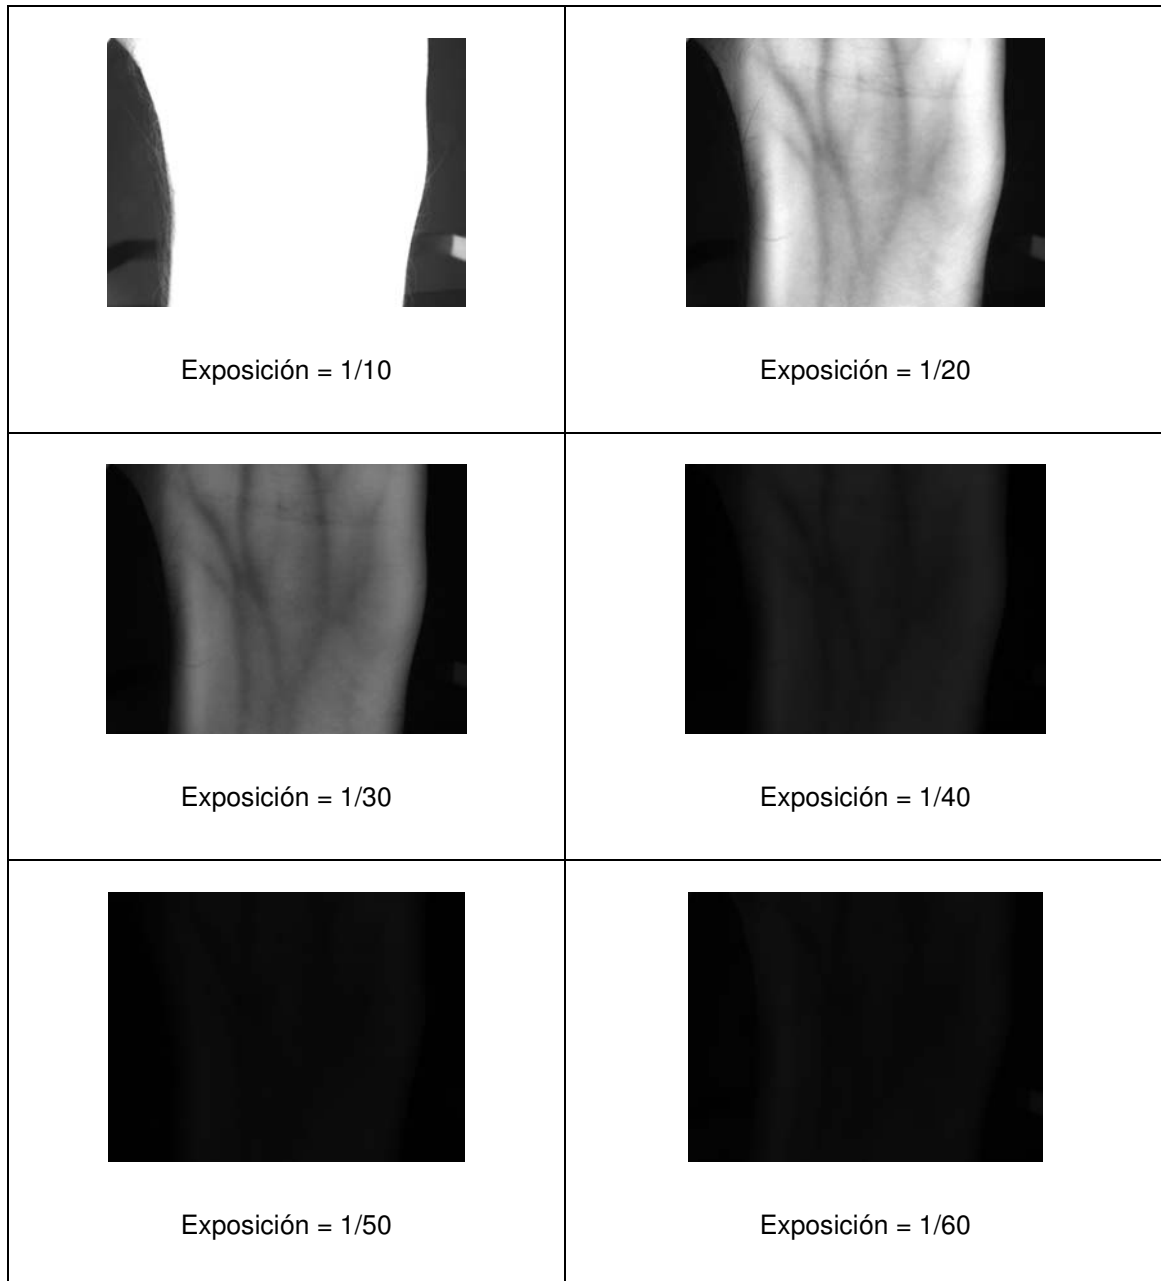 Exposición = 1/10
Exposición = 1/20
Exposición = 1/30
Exposición = 1/40
Exposición = 1/50
Exposición = 1/60